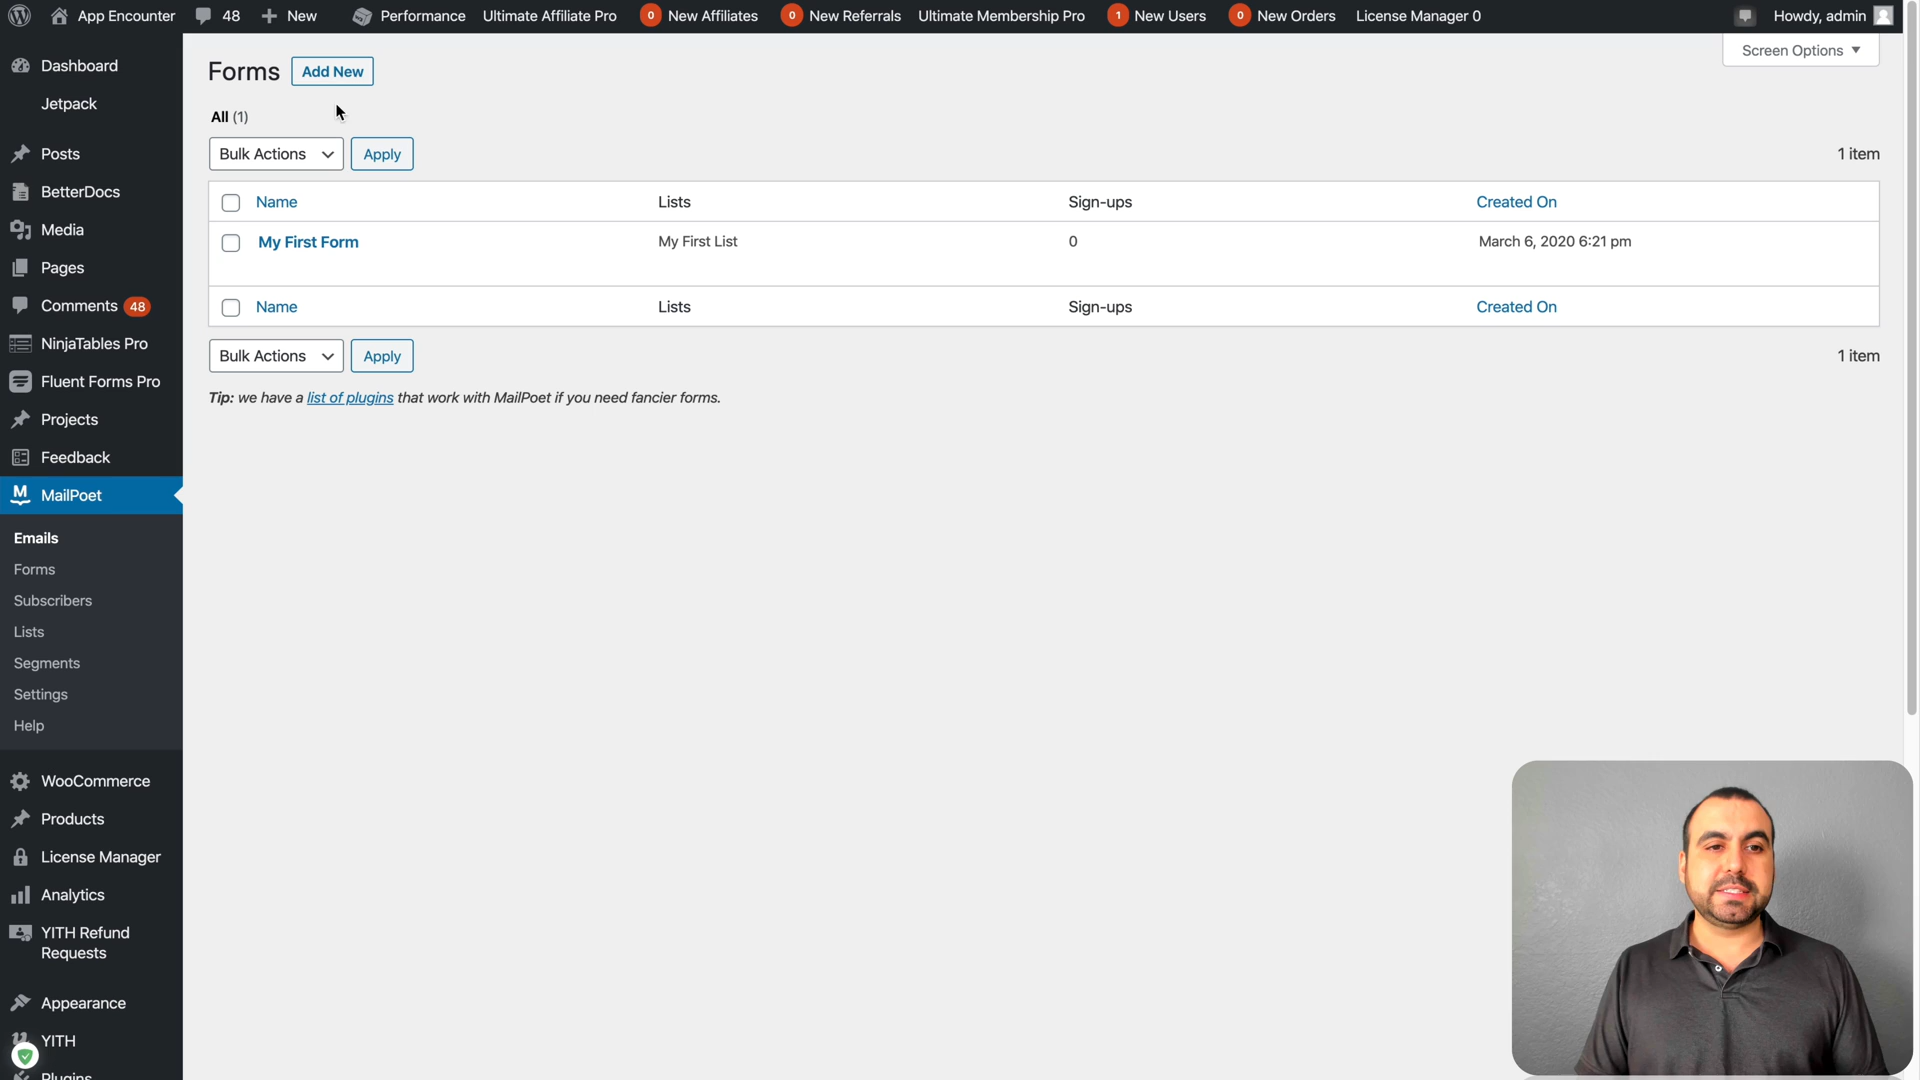 App Encounter 48 New Performance Ultimate Affiliate Pro 0 New Affiliates 0 New Referrals Ultimate Membership Pro 1 New Users 0 New Orders License Manager 0 Howdy, admin
Screen Options
Dashboard
Jetpack
Posts
BetterDocs
Media
Pages
Comments 48
NinjaTables Pro
Fluent Forms Pro
Projects
Feedback
MailPoet
Emails
Forms
Subscribers
Lists
Segments
Settings
Help
WooCommerce
Products
License Manager
Analytics
YITH Refund
Requests
Appearance
YITH
Plugins
Forms Add New
All (1)
Bulk Actions Apply 1 item
Name Lists Sign-ups Created On
My First Form My First List 0 March 6, 2020 6:21 pm
Name Lists Sign-ups Created On
Bulk Actions Apply 1 item
Tip: we have a list of plugins that work with MailPoet if you need fancier forms.